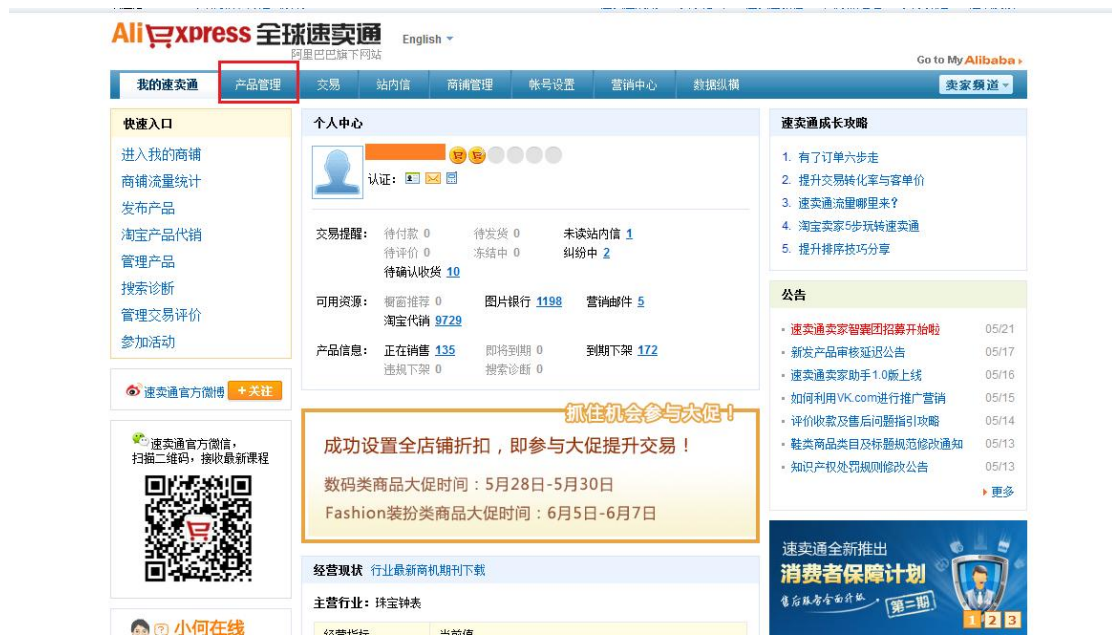 AliExpress 全球速卖通 English
阿里巴巴旗下网站
Go to My Alibaba
我的速卖通 产品管理 交易 站内信 商铺管理 帐号设置 营销中心 数据纵横 卖家频道
快速入口
进入我的商铺
商铺流量统计
发布产品
淘宝产品代销
管理产品
搜索诊断
管理交易评价
参加活动
速卖通官方微博 +关注
速卖通官方微信,
扫描二维码,接收最新课程
小何在线
个人中心
认证:
交易提醒: 待付款 0 待发货 0 未读站内信 1
待评价 0 冻结中 0 纠纷中 2
待确认收货 10
可用资源: 橱窗推荐 0 图片银行 1198 营销邮件 5
淘宝代销 9729
产品信息: 正在销售 135 即将到期 0 到期下架 172
违规下架 0 搜索诊断 0
抓住机会参与大促!
成功设置全店铺折扣,即参与大促提升交易!
数码类商品大促时间:5月28日-5月30日
Fashion装扮类商品大促时间:6月5日-6月7日
经营现状 行业最新商机期刊下载
主营行业:珠宝钟表
经营指标 当前值
速卖通成长攻略
1. 有了订单六步走
2. 提升交易转化率与客单价
3. 速卖通流量哪里来?
4. 淘宝卖家5步玩转速卖通
5. 提升排序技巧分享
公告
速卖通卖家智囊团招募开始啦 05/21
新发产品审核延迟公告 05/17
速卖通卖家助手1.0版上线 05/16
如何利用VK.com进行推广营销 05/15
评价收款及售后问题指引攻略 05/14
鞋类商品类目及标题规范修改通知 05/13
知识产权处罚规则修改公告 05/13
更多
速卖通全新推出
消费者保障计划
售后服务全面升级
第二期
1 2 3